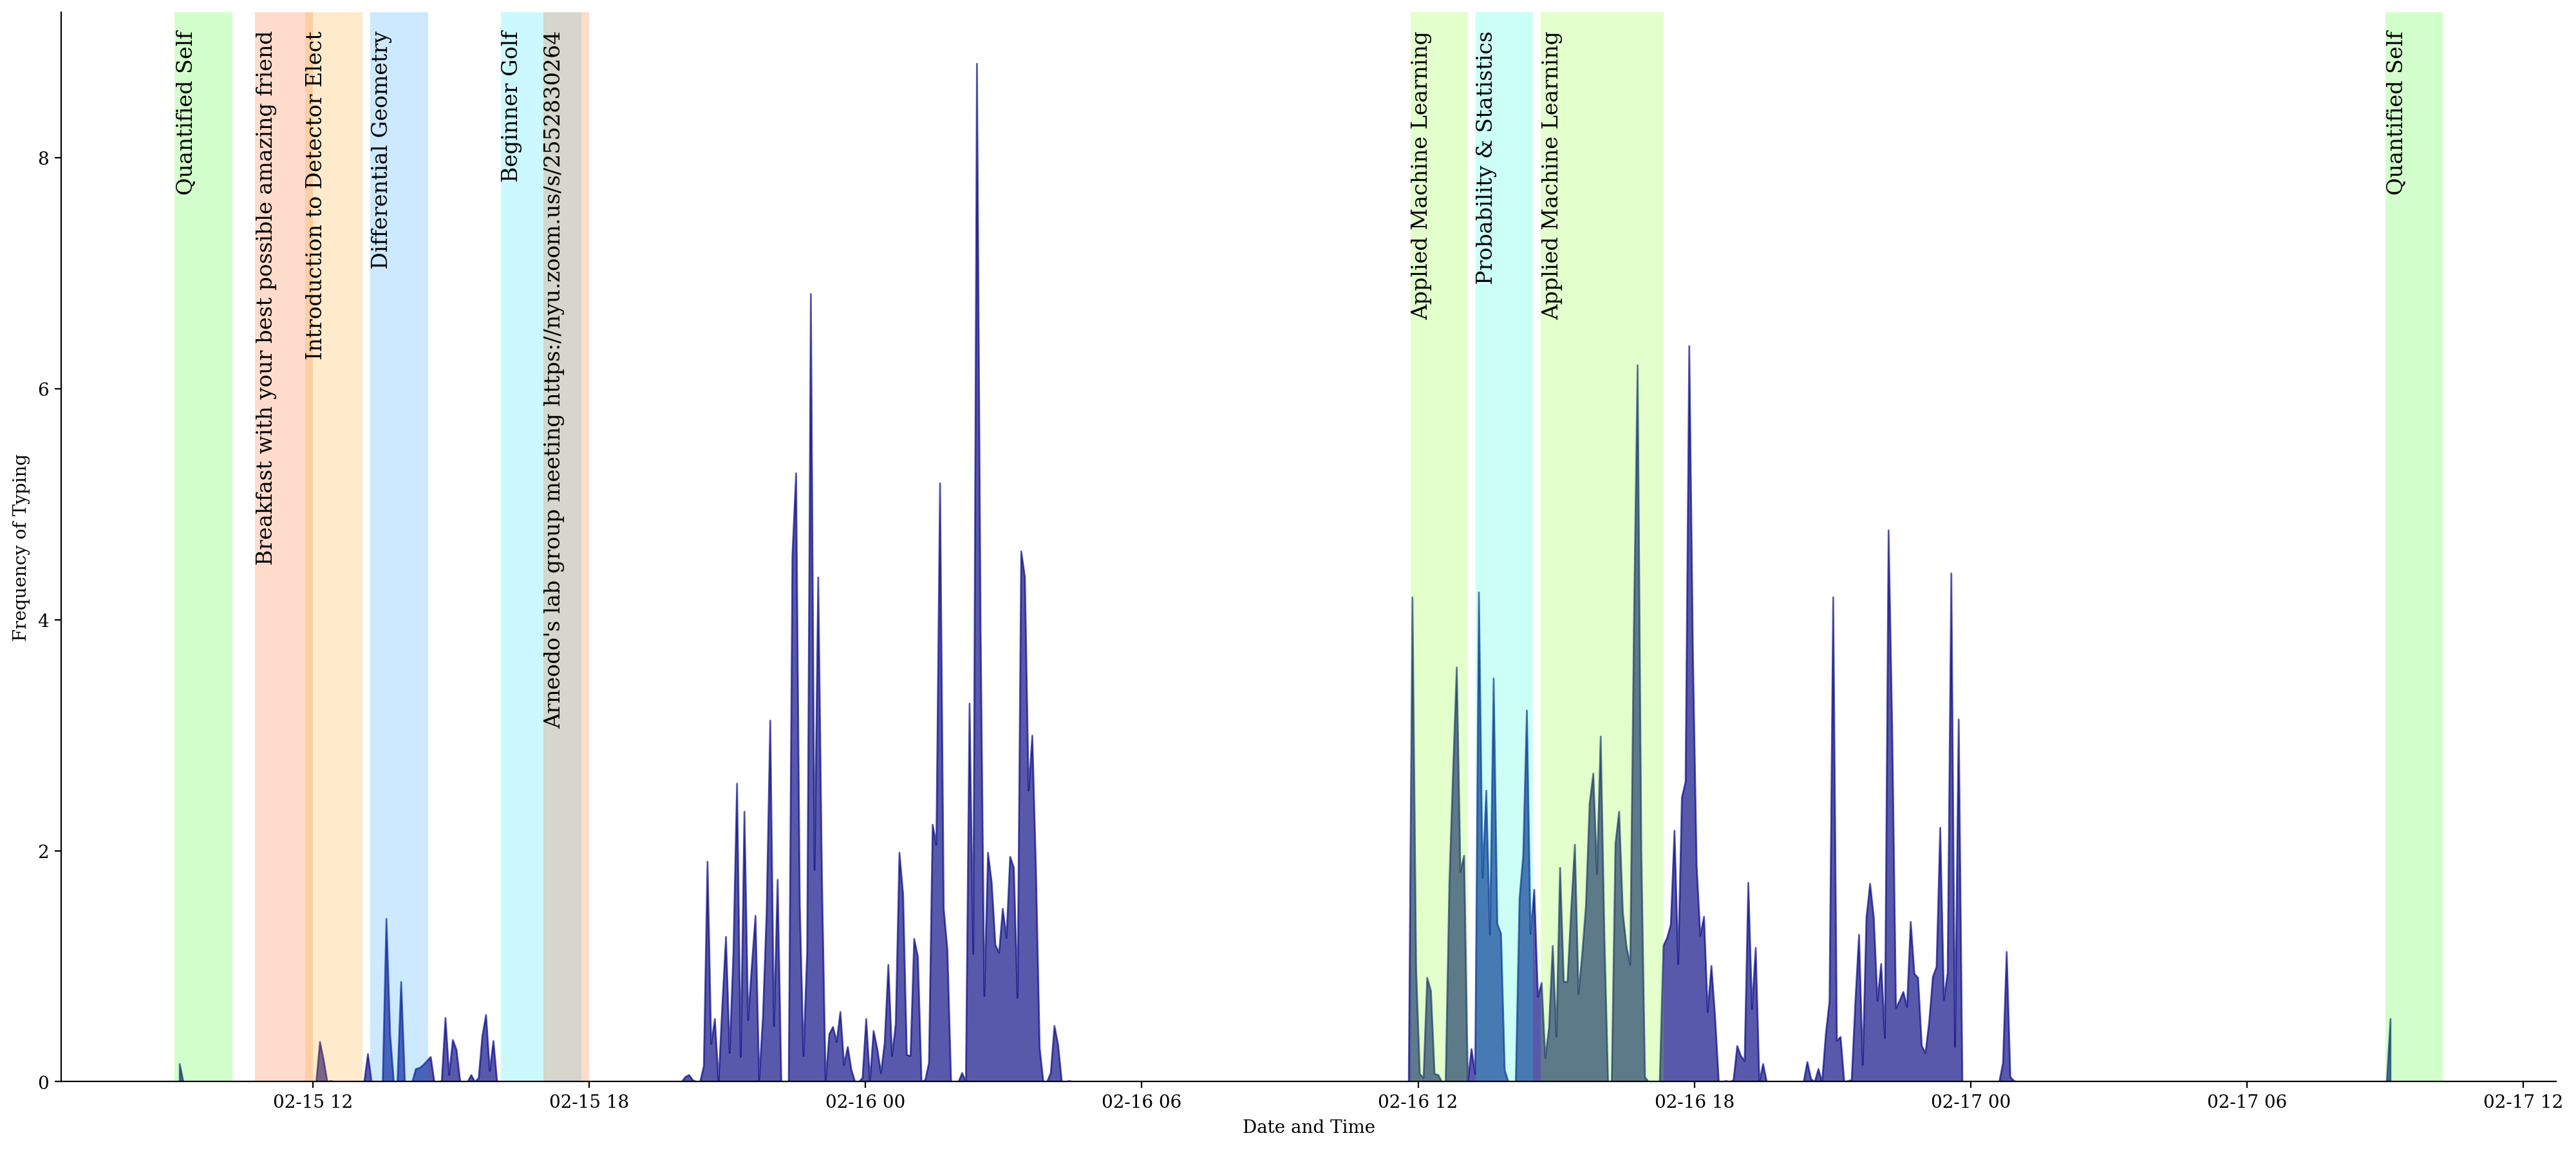 Quantified Self
Breakfast with your best possible amazing friend
Introduction to Detector Elect
Differential Geometry
Beginner Golf
Arneodo's lab group meeting https://nyu.zoom.us/s/2552830264
Applied Machine Learning
Probability & Statistics
Applied Machine Learning
Quantified Self
Frequency of Typing
8
6
4
2
0
02-15 12
02-15 18
02-16 00
02-16 06
02-16 12
02-16 18
02-17 00
02-17 06
02-17 12
Date and Time